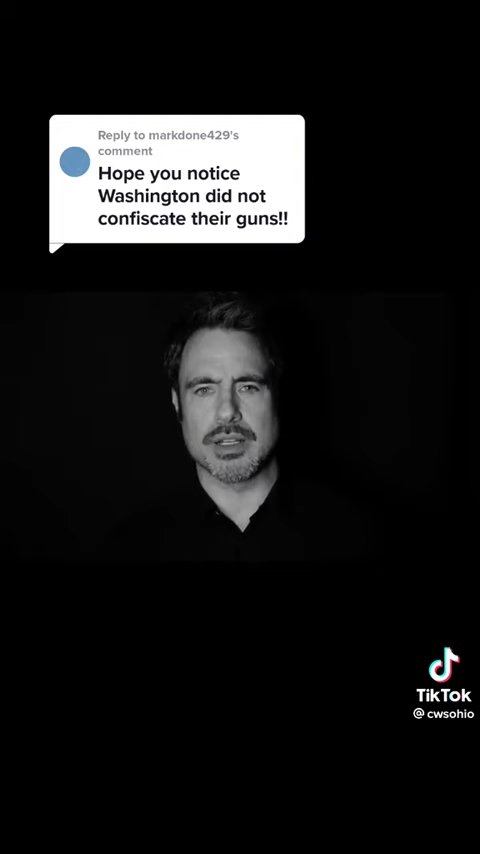 Reply to markdone429's
comment
Hope you notice
Washington did not
confiscate their guns!!
TikTok
@ cwsohio